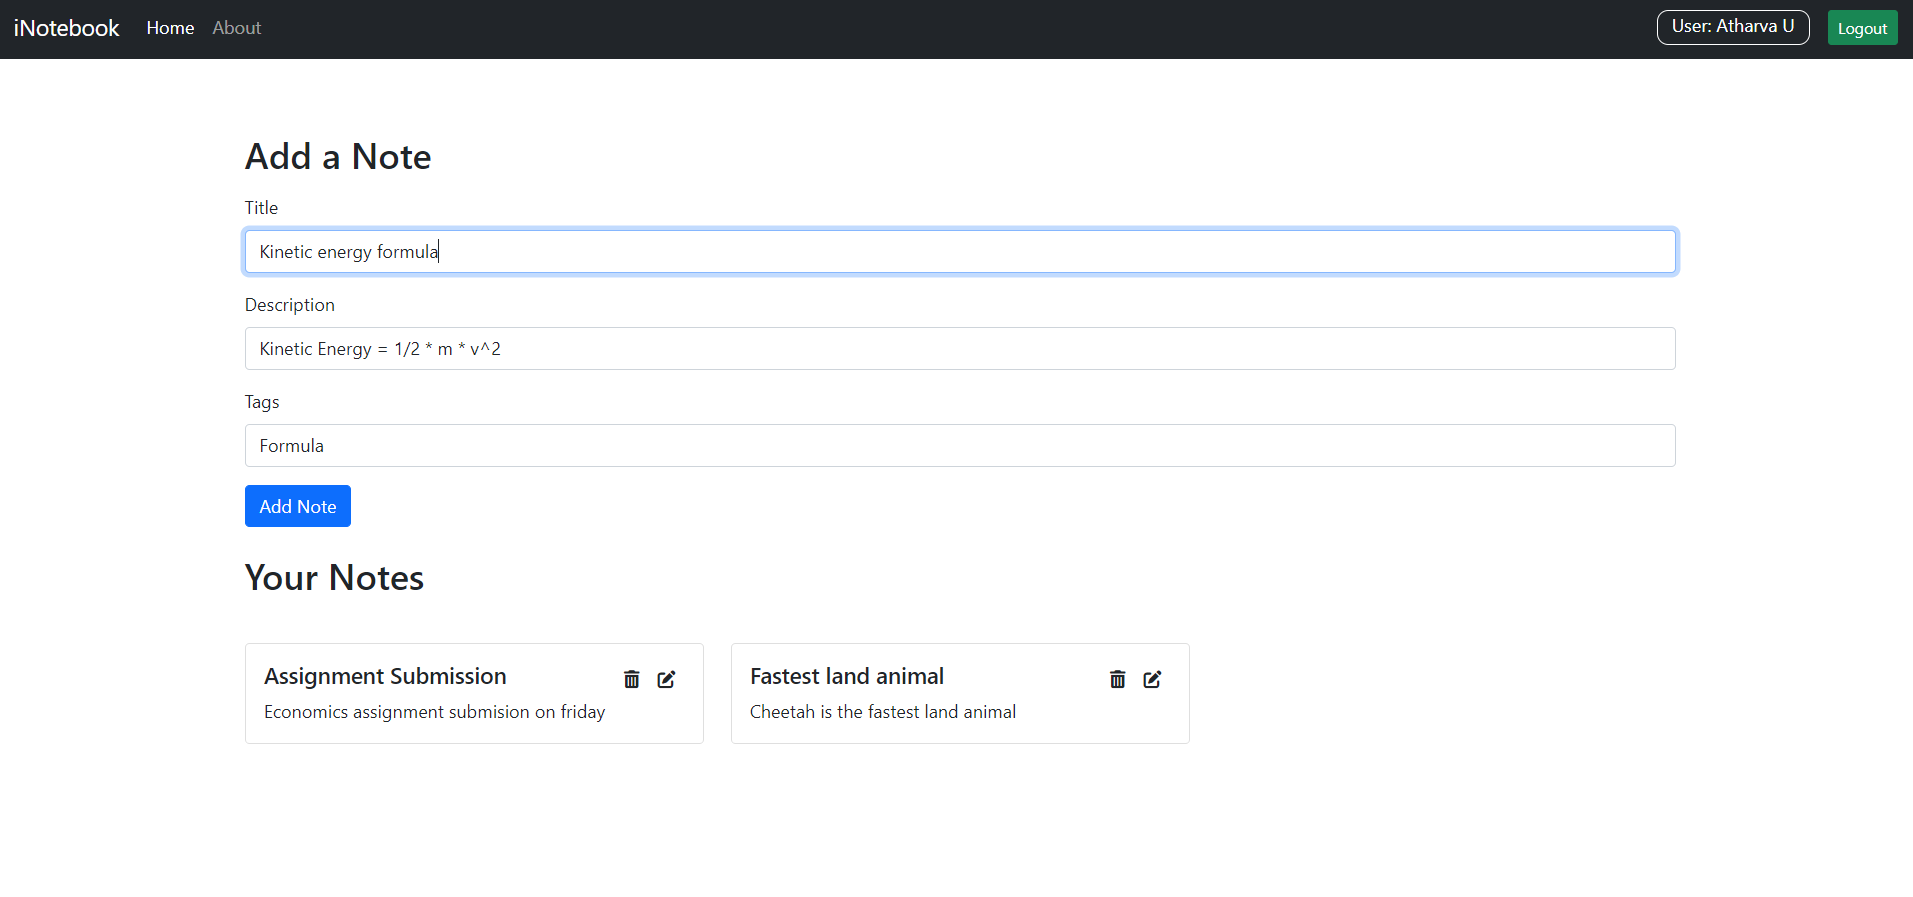 iNotebook Home About User: Atharva U Logout
Add a Note
Title
Kinetic energy formula
Description
Kinetic Energy = 1/2 * m * v^2
Tags
Formula
Add Note
Your Notes
Assignment Submission
Economics assignment submision on friday
Fastest land animal
Cheetah is the fastest land animal